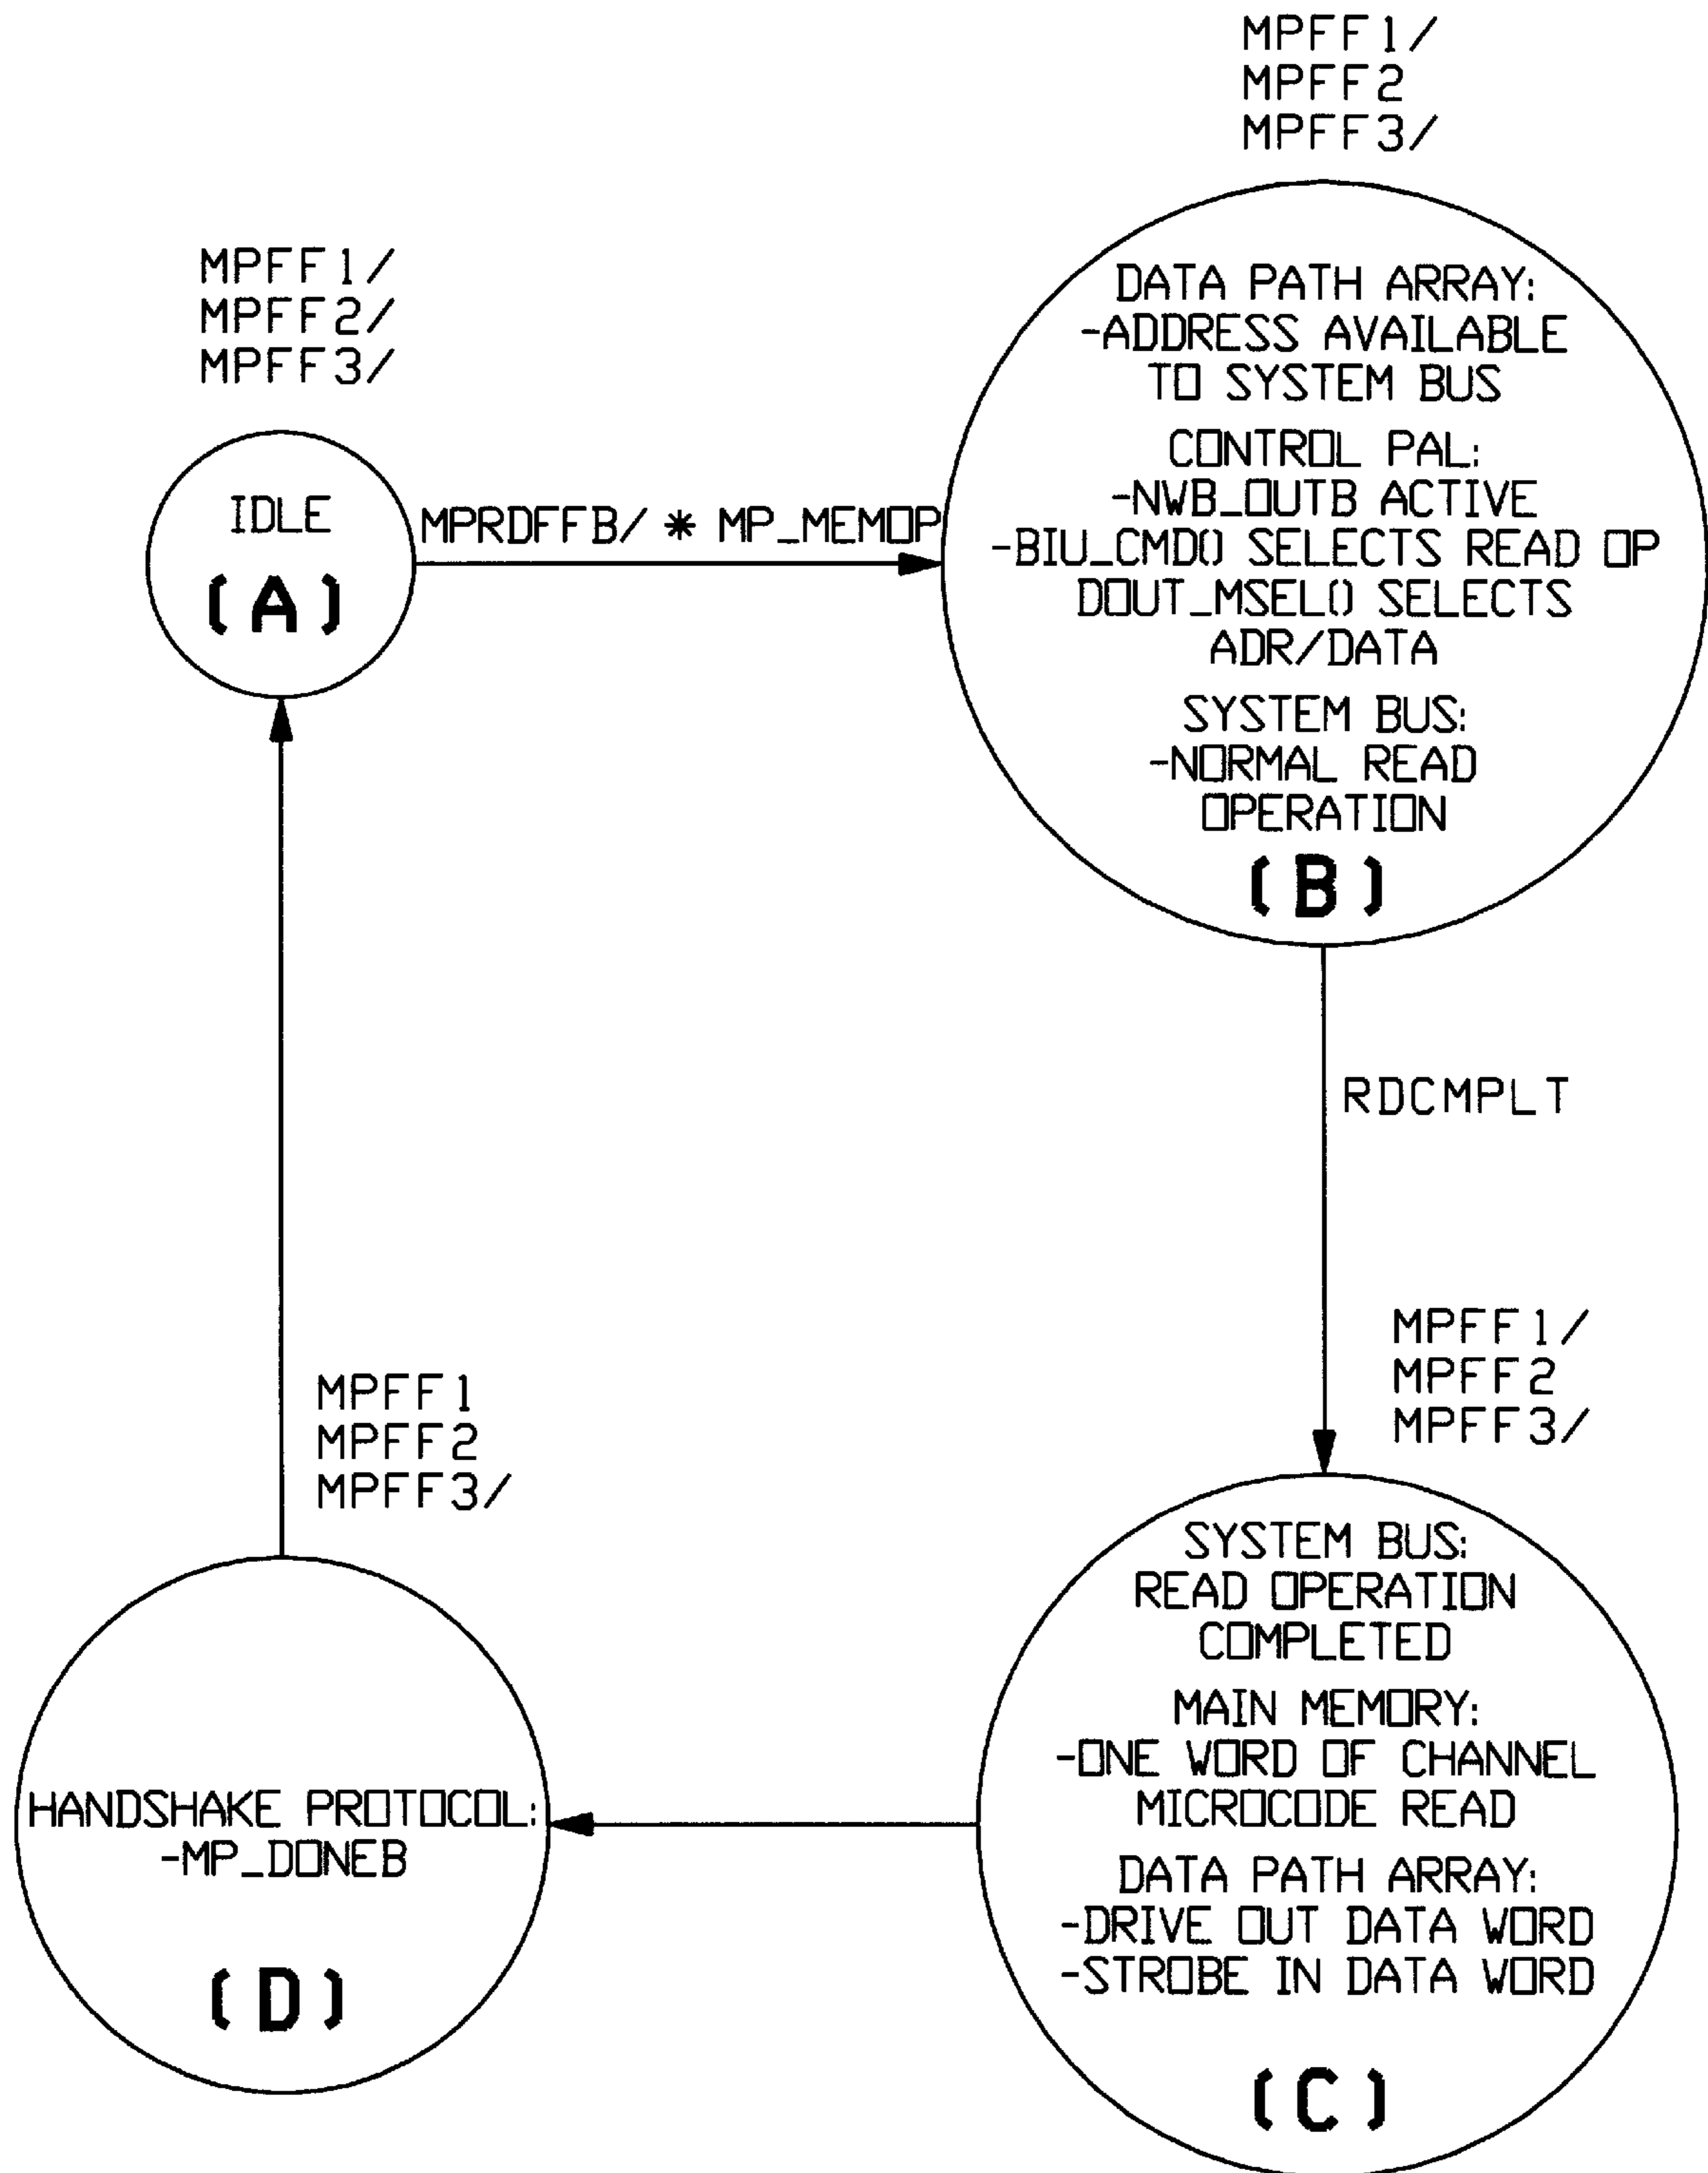 MPFF1/
MPFF2
MPFF3/
MPFF1/
MPFF2/
MPFF3/
IDLE
(A)
MPRDFFB/ * MP_MEMOP
DATA PATH ARRAY:
-ADDRESS AVAILABLE
TO SYSTEM BUS
CONTROL PAL:
-NWB_OUTB ACTIVE
-BIU_CMD() SELECTS READ OP
DOUT_MSEL() SELECTS
ADR/DATA
SYSTEM BUS:
-NORMAL READ
OPERATION
(B)
RDCMPLT
MPFF1/
MPFF2
MPFF3/
SYSTEM BUS:
READ OPERATION
COMPLETED
MAIN MEMORY:
-ONE WORD OF CHANNEL
MICROCODE READ
DATA PATH ARRAY:
-DRIVE OUT DATA WORD
-STROBE IN DATA WORD
(C)
MPFF1
MPFF2
MPFF3/
HANDSHAKE PROTOCOL:
-MP_DONEB
(D)